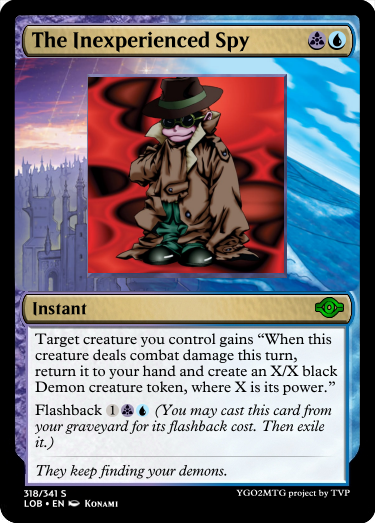 The Inexperienced Spy
Instant
Target creature you control gains “When this
creature deals combat damage this turn,
return it to your hand and create an X/X black
Demon creature token, where X is its power.”
Flashback 1 (You may cast this card from
your graveyard for its flashback cost. Then exile
it.)
They keep finding your demons.
318/341 S
YGO2MTG project by TVP
LOB • EN Konami